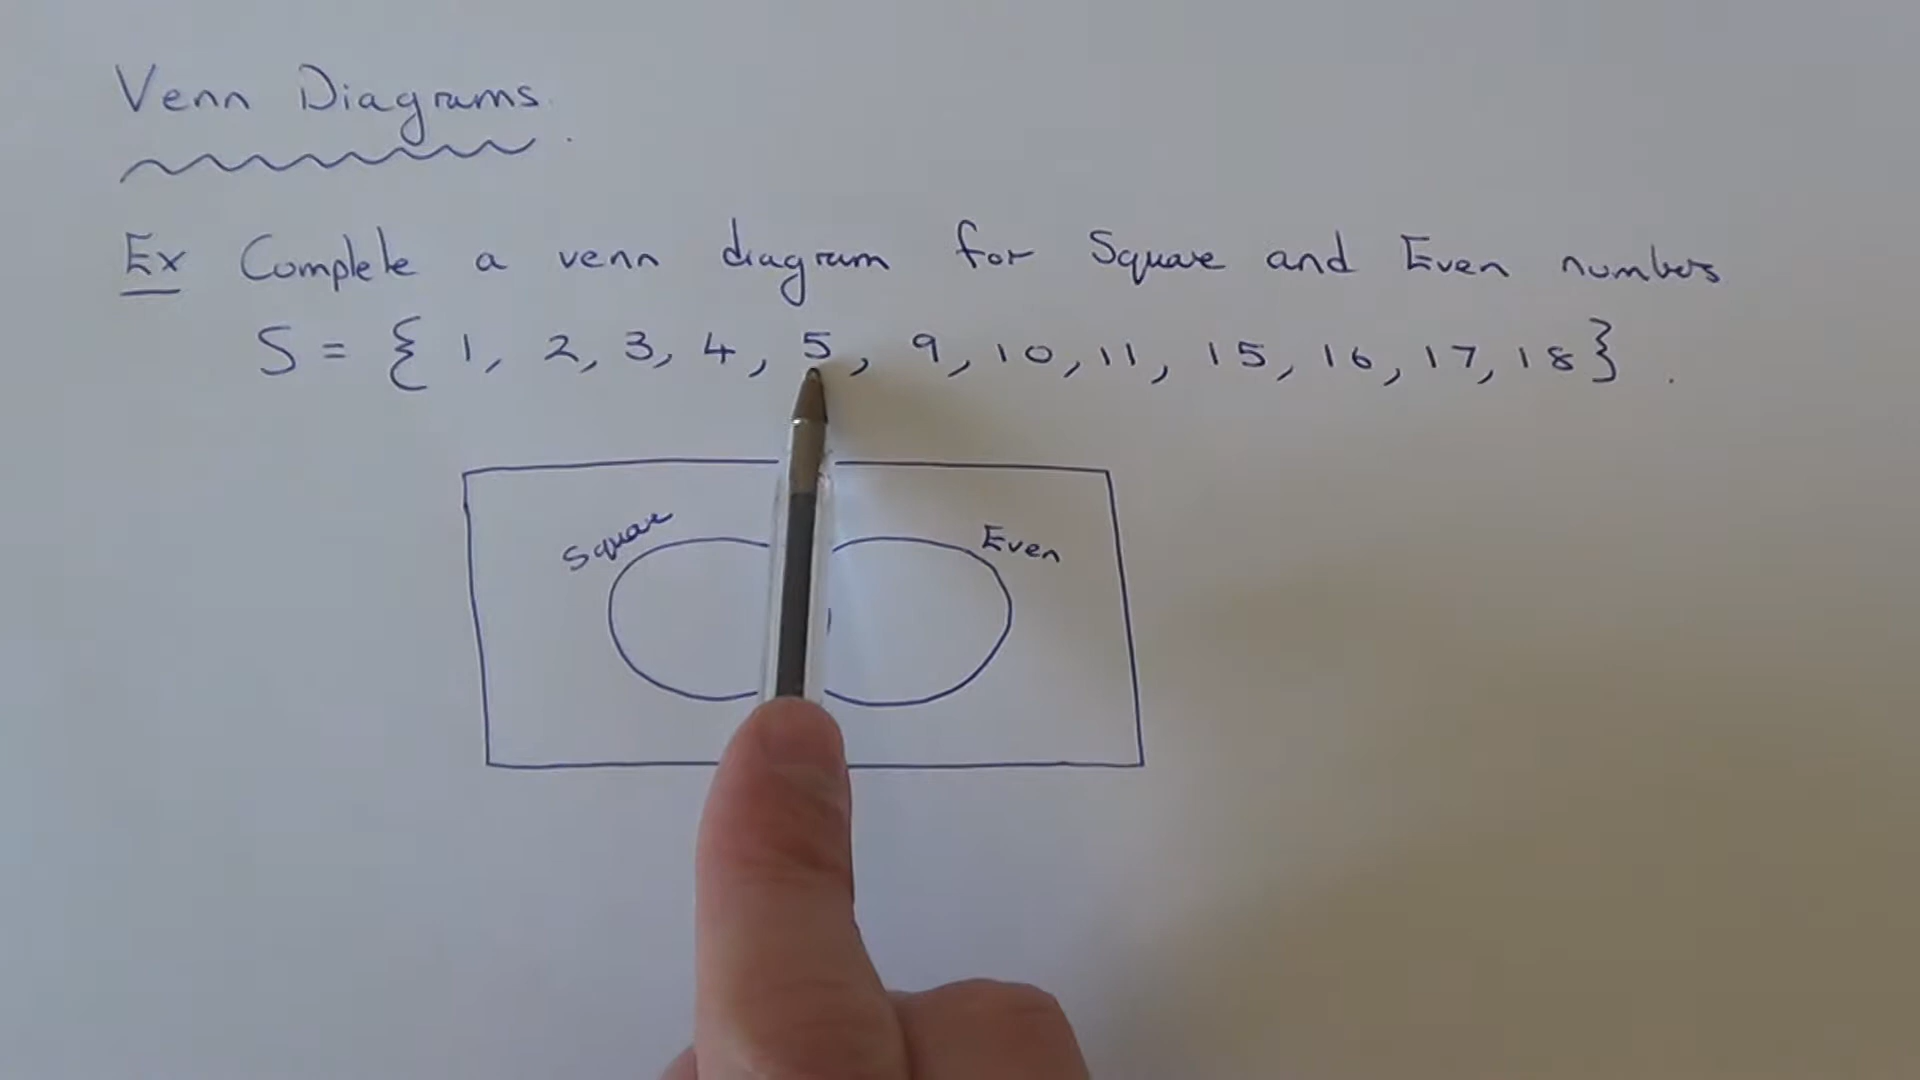 Venn Diagrams.
Ex Complete a venn diagram for Square and Even numbers
S = { 1, 2, 3, 4, 5, 9, 10, 11, 15, 16, 17, 18 } .
Square
Even